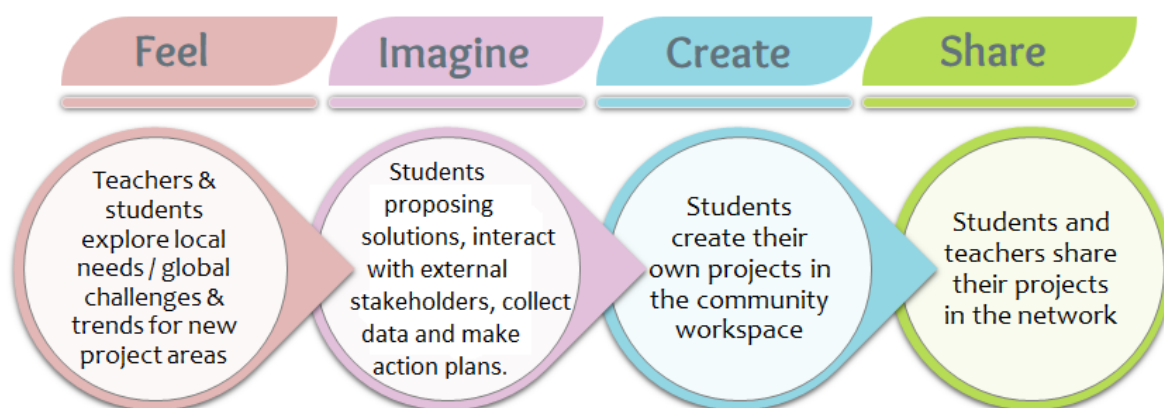 Feel
Imagine
Create
Share
Teachers &
students
explore local
needs / global
challenges &
trends for new
project areas
Students
proposing
solutions, interact
with external
stakeholders, collect
data and make
action plans.
Students
create their
own projects in
the community
workspace
Students and
teachers share
their projects
in the network